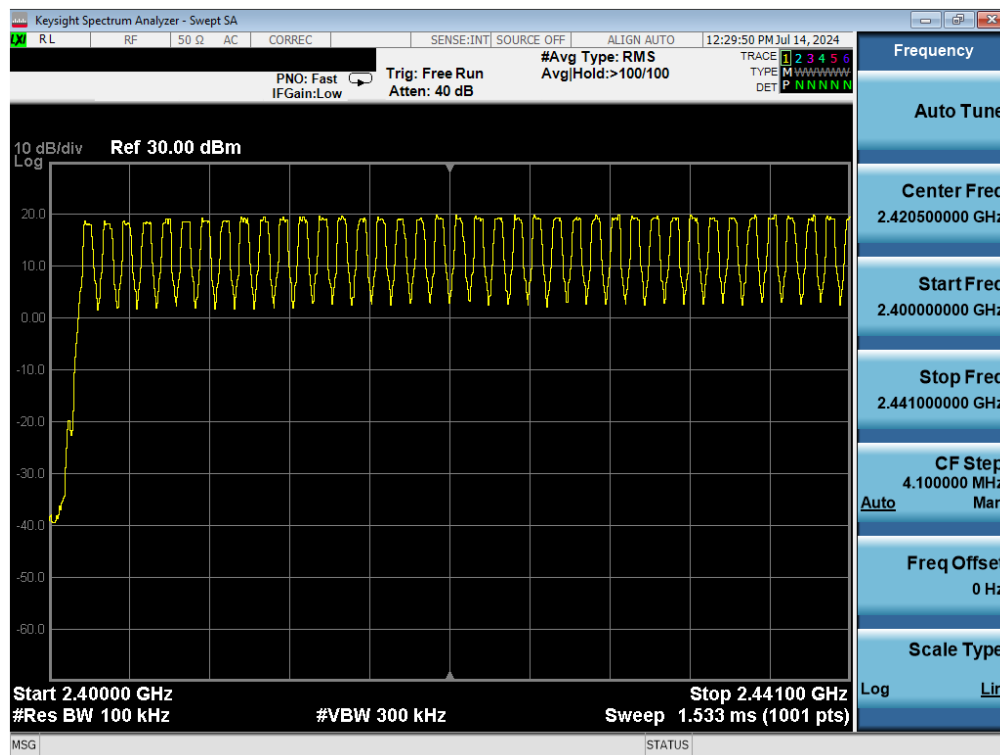 Keysight Spectrum Analyzer - Swept SA
LXI RL RF 50 Ω AC CORREC SENSE:INT SOURCE OFF ALIGN AUTO 12:29:50 PM Jul 14, 2024
PNO: Fast
IFGain:Low
Trig: Free Run
Atten: 40 dB
#Avg Type: RMS
Avg|Hold:>100/100
TRACE 1 2 3 4 5 6
TYPE M WWWWW
DET P N N N N N
10 dB/div
Log
Ref 30.00 dBm
20.0
10.0
0.00
-10.0
-20.0
-30.0
-40.0
-50.0
-60.0
Start 2.40000 GHz
Stop 2.44100 GHz
#Res BW 100 kHz
#VBW 300 kHz
Sweep 1.533 ms (1001 pts)
MSG
STATUS
Frequency
Auto Tune
Center Freq
2.420500000 GHz
Start Freq
2.400000000 GHz
Stop Freq
2.441000000 GHz
CF Step
4.100000 MHz
Auto Man
Freq Offset
0 Hz
Scale Type
Log Lin